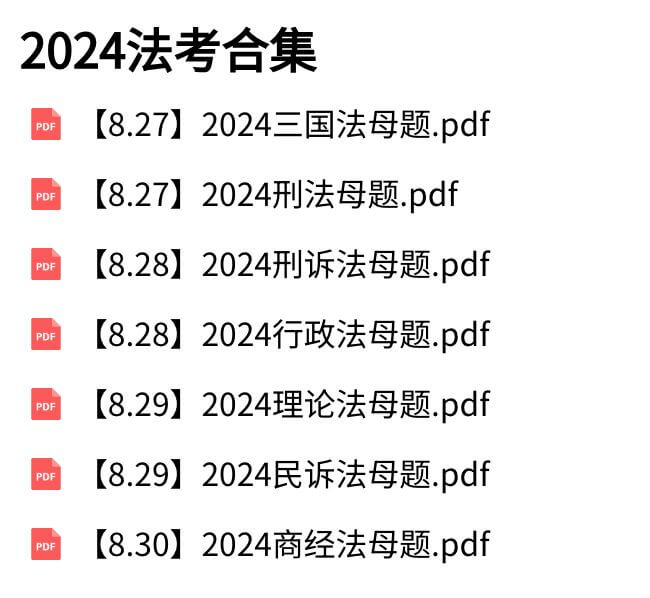 2024法考合集
PDF 【8.27】2024三国法母题.pdf
PDF 【8.27】2024刑法母题.pdf
PDF 【8.28】2024刑诉法母题.pdf
PDF 【8.28】2024行政法母题.pdf
PDF 【8.29】2024理论法母题.pdf
PDF 【8.29】2024民诉法母题.pdf
PDF 【8.30】2024商经法母题.pdf